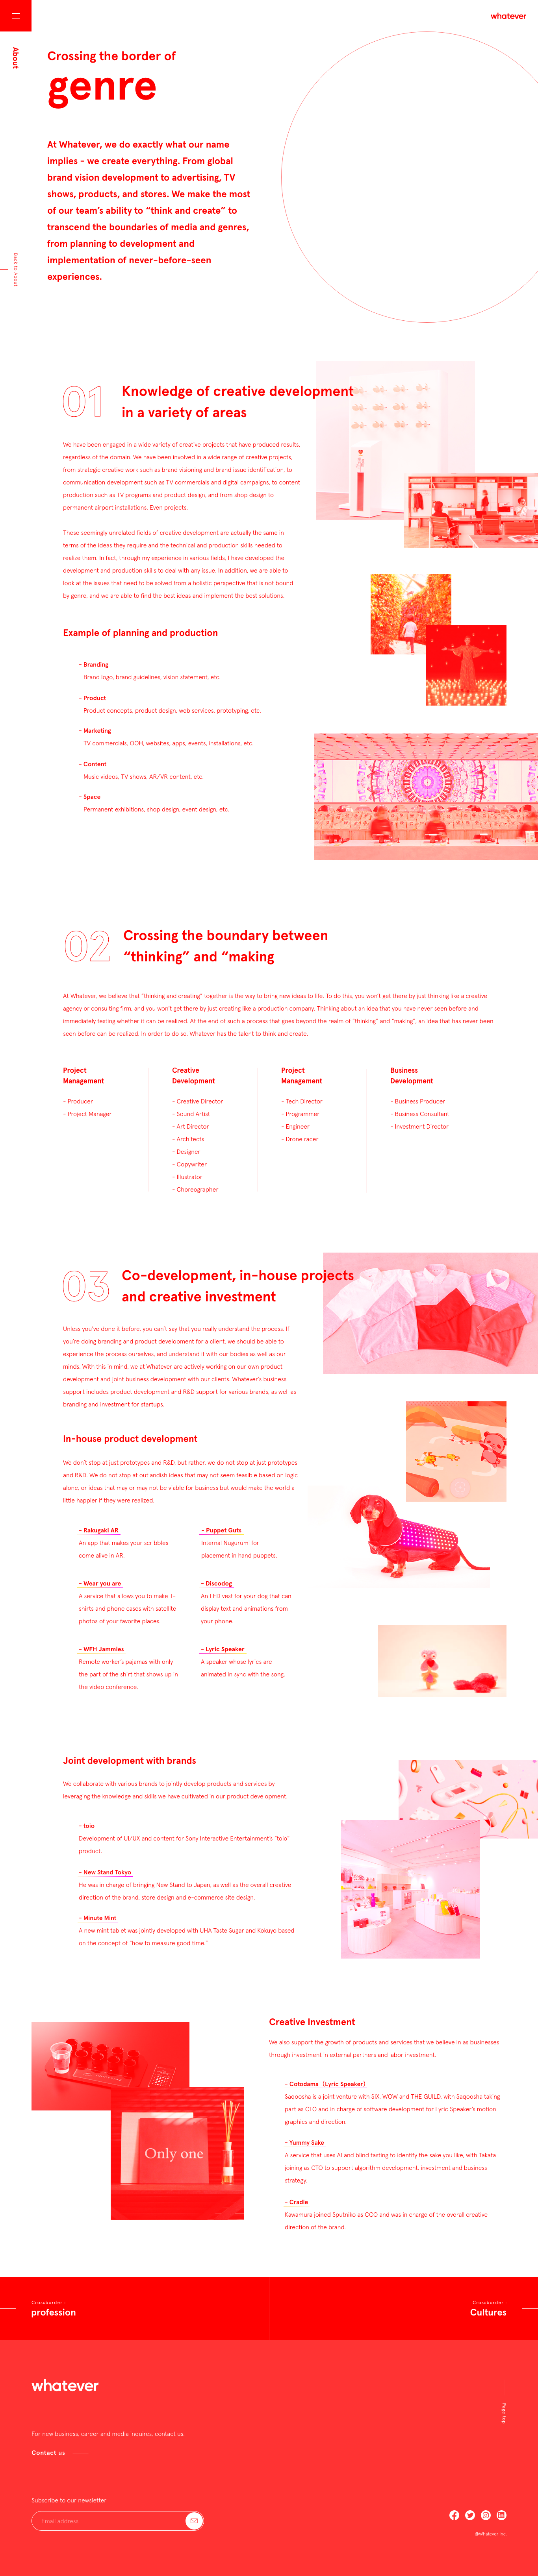 whatever
About
Crossing the border of
genre
At Whatever, we do exactly what our name
implies - we create everything. From global
brand vision development to advertising, TV
shows, products, and stores. We make the most
of our team's ability to "think and create" to
transcend the boundaries of media and genres,
from planning to development and
implementation of never-before-seen
experiences.
Back to About
01
Knowledge of creative development
in a variety of areas
We have been engaged in a wide variety of creative projects that have produced results,
regardless of the domain. We have been involved in a wide range of creative projects,
from strategic creative work such as brand visioning and brand issue identification, to
communication development such as TV commercials and digital campaigns, to content
production such as TV programs and product design, and from shop design to
permanent airport installations. Even projects.
These seemingly unrelated fields of creative development are actually the same in
terms of the ideas they require and the technical and production skills needed to
realize them. In fact, through my experience in various fields, I have developed the
development and production skills to deal with any issue. In addition, we are able to
look at the issues that need to be solved from a holistic perspective that is not bound
by genre, and we are able to find the best ideas and implement the best solutions.
Example of planning and production
- Branding
Brand logo, brand guidelines, vision statement, etc.
- Product
Product concepts, product design, web services, prototyping, etc.
- Marketing
TV commercials, OOH, websites, apps, events, installations, etc.
- Content
Music videos, TV shows, AR/VR content, etc.
- Space
Permanent exhibitions, shop design, event design, etc.
02
Crossing the boundary between
"thinking" and "making
At Whatever, we believe that "thinking and creating" together is the way to bring new ideas to life. To do this, you won't get there by just thinking like a creative
agency or consulting firm, and you won't get there by just creating like a production company. Thinking about an idea that you have never seen before and
immediately testing whether it can be realized. At the end of such a process that goes beyond the realm of "thinking" and "making", an idea that has never been
seen before can be realized. In order to do so, Whatever has the talent to think and create.
Project
Management
- Producer
- Project Manager
Creative
Development
- Creative Director
- Sound Artist
- Art Director
- Architects
- Designer
- Copywriter
- Illustrator
- Choreographer
Project
Management
- Tech Director
- Programmer
- Engineer
- Drone racer
Business
Development
- Business Producer
- Business Consultant
- Investment Director
03
Co-development, in-house projects
and creative investment
Unless you've done it before, you can't say that you really understand the process. If
you're doing branding and product development for a client, we should be able to
experience the process ourselves, and understand it with our bodies as well as our
minds. With this in mind, we at Whatever are actively working on our own product
development and joint business development with our clients. Whatever's business
support includes product development and R&D support for various brands, as well as
branding and investment for startups.
In-house product development
We don't stop at just prototypes and R&D, but rather, we do not stop at just prototypes
and R&D. We do not stop at outlandish ideas that may not seem feasible based on logic
alone, or ideas that may or may not be viable for business but would make the world a
little happier if they were realized.
- Rakugaki AR
An app that makes your scribbles
come alive in AR.
- Puppet Guts
Internal Nugurumi for
placement in hand puppets.
- Wear you are
A service that allows you to make T-
shirts and phone cases with satellite
photos of your favorite places.
- Discodog
An LED vest for your dog that can
display text and animations from
your phone.
- WFH Jammies
Remote worker's pajamas with only
the part of the shirt that shows up in
the video conference.
- Lyric Speaker
A speaker whose lyrics are
animated in sync with the song.
Joint development with brands
We collaborate with various brands to jointly develop products and services by
leveraging the knowledge and skills we have cultivated in our product development.
- toio
Development of UI/UX and content for Sony Interactive Entertainment's "toio"
product.
- New Stand Tokyo
He was in charge of bringing New Stand to Japan, as well as the overall creative
direction of the brand, store design and e-commerce site design.
- Minute Mint
A new mint tablet was jointly developed with UHA Taste Sugar and Kokuyo based
on the concept of "how to measure good time."
Only one
Creative Investment
We also support the growth of products and services that we believe in as businesses
through investment in external partners and labor investment.
- Cotodama (Lyric Speaker)
Saqoosha is a joint venture with SIX, WOW and THE GUILD, with Saqoosha taking
part as CTO and in charge of software development for Lyric Speaker's motion
graphics and direction.
- Yummy Sake
A service that uses AI and blind tasting to identify the sake you like, with Takata
joining as CTO to support algorithm development, investment and business
strategy.
- Cradle
Kawamura joined Sputniko as CCO and was in charge of the overall creative
direction of the brand.
Crossborder :
profession
Crossborder :
Cultures
whatever
Page top
For new business, career and media inquires, contact us.
Contact us
Subscribe to our newsletter
Email address
@Whatever Inc.